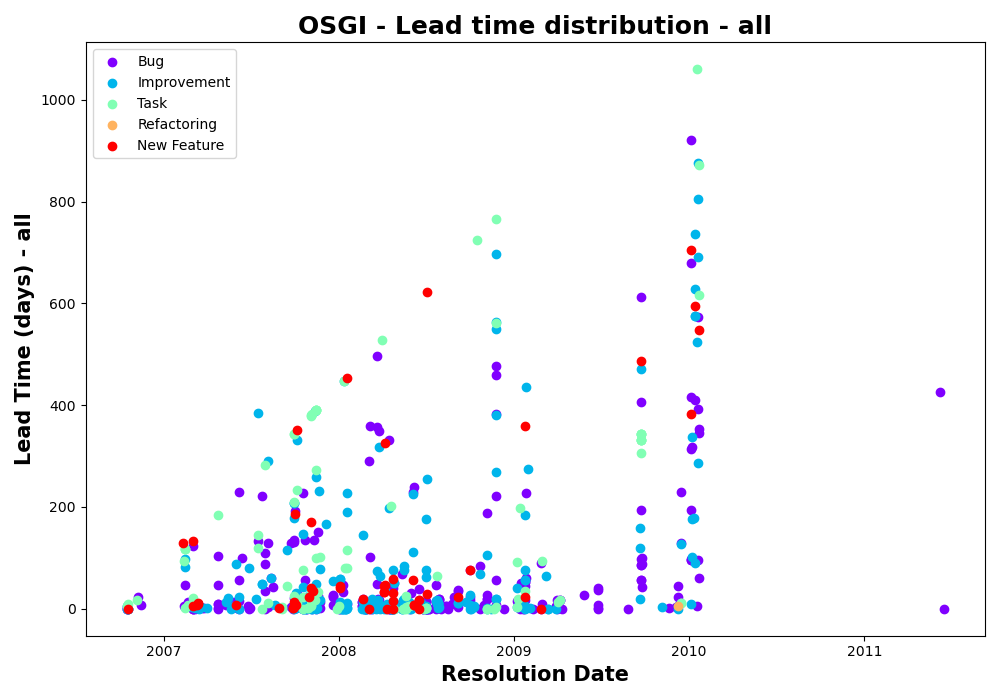 OSGI - Lead time distribution - all
Bug
Improvement
Task
Refactoring
New Feature
Lead Time (days) - all
1000
800
600
400
200
0
2007 2008 2009 2010 2011
Resolution Date